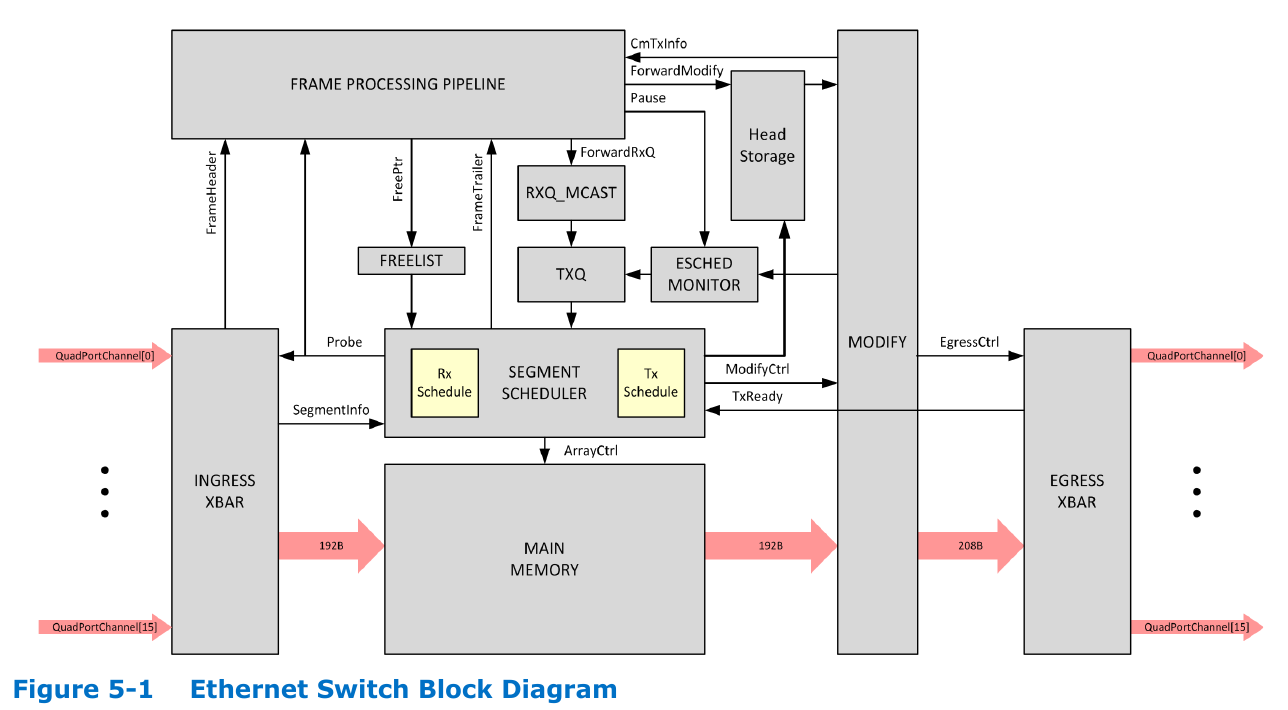 CmTxInfo
FRAME PROCESSING PIPELINE
ForwardModify
Pause
Head
Storage
FrameHeader
FreePtr
FrameTrailer
ForwardRxQ
RXQ_MCAST
FREELIST
TXQ
ESCHED
MONITOR
QuadPortChannel[0]
Probe
Rx
Schedule
SEGMENT
SCHEDULER
Tx
Schedule
ModifyCtrl
TxReady
MODIFY
EgressCtrl
QuadPortChannel[0]
SegmentInfo
ArrayCtrl
INGRESS
XBAR
EGRESS
XBAR
192B
MAIN
MEMORY
192B
208B
QuadPortChannel[15]
QuadPortChannel[15]
Figure 5-1 Ethernet Switch Block Diagram